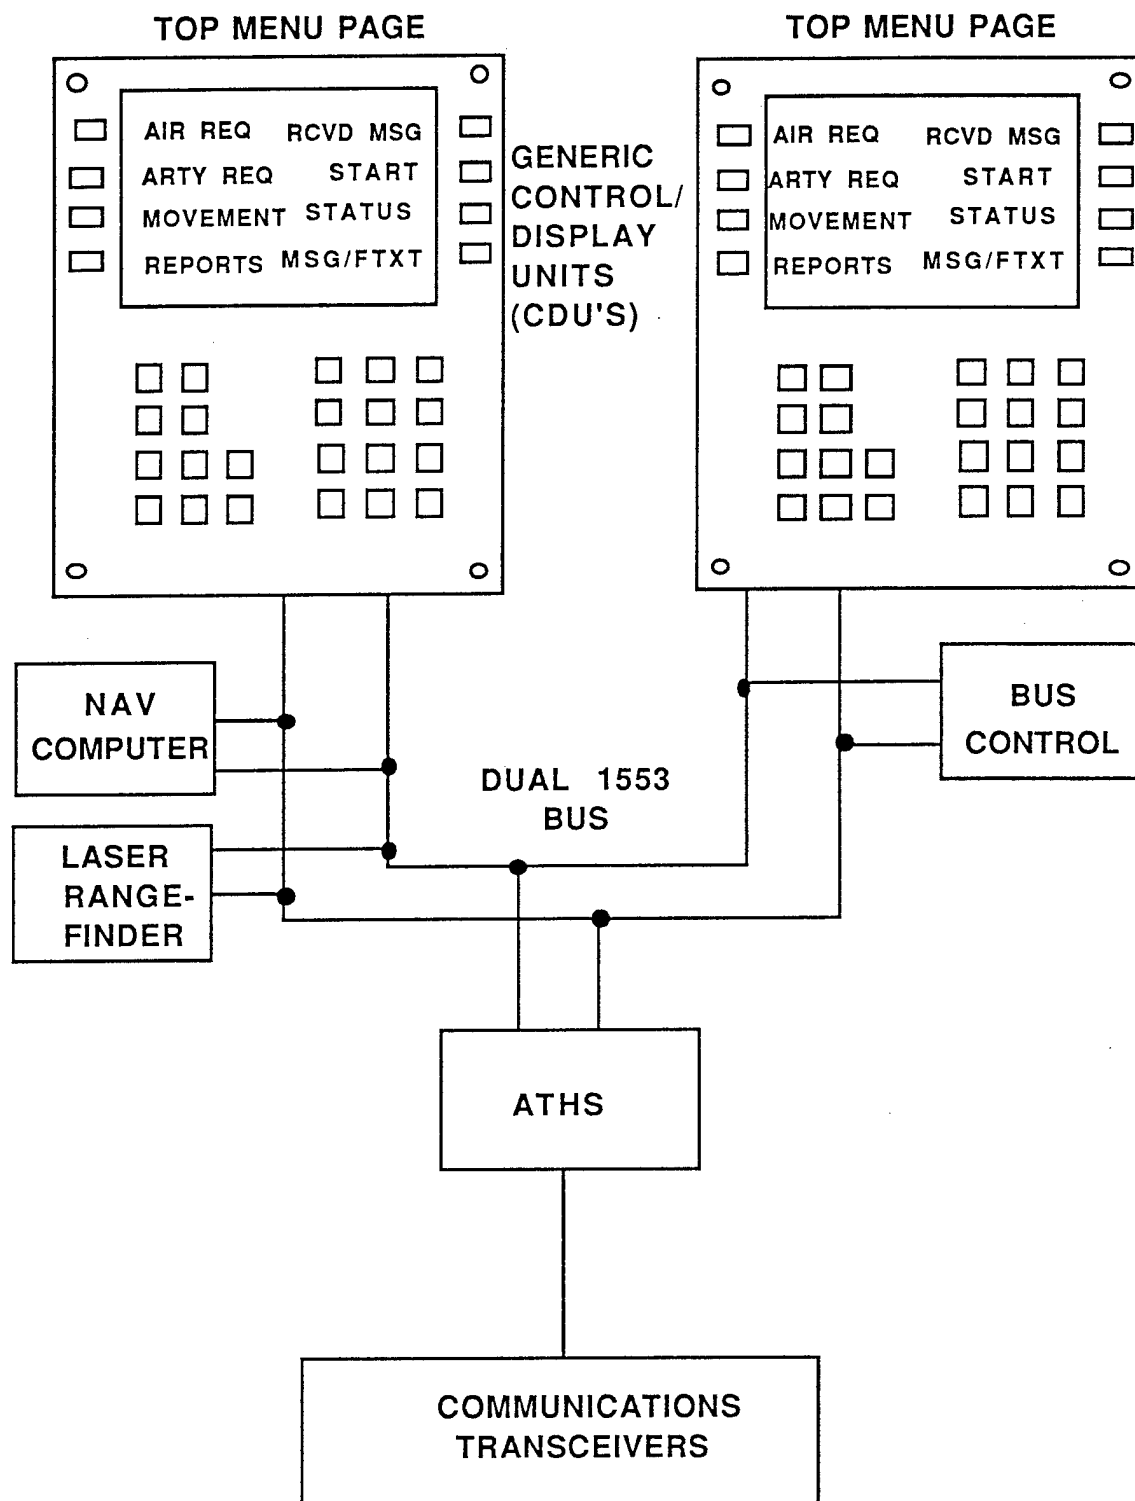 TOP MENU PAGE
AIR REQ RCVD MSG
ARTY REQ START
MOVEMENT STATUS
REPORTS MSG/FTXT
GENERIC
CONTROL/
DISPLAY
UNITS
(CDU'S)
TOP MENU PAGE
AIR REQ RCVD MSG
ARTY REQ START
MOVEMENT STATUS
REPORTS MSG/FTXT
NAV
COMPUTER
BUS
CONTROL
DUAL 1553
BUS
LASER
RANGE-
FINDER
ATHS
COMMUNICATIONS
TRANSCEIVERS